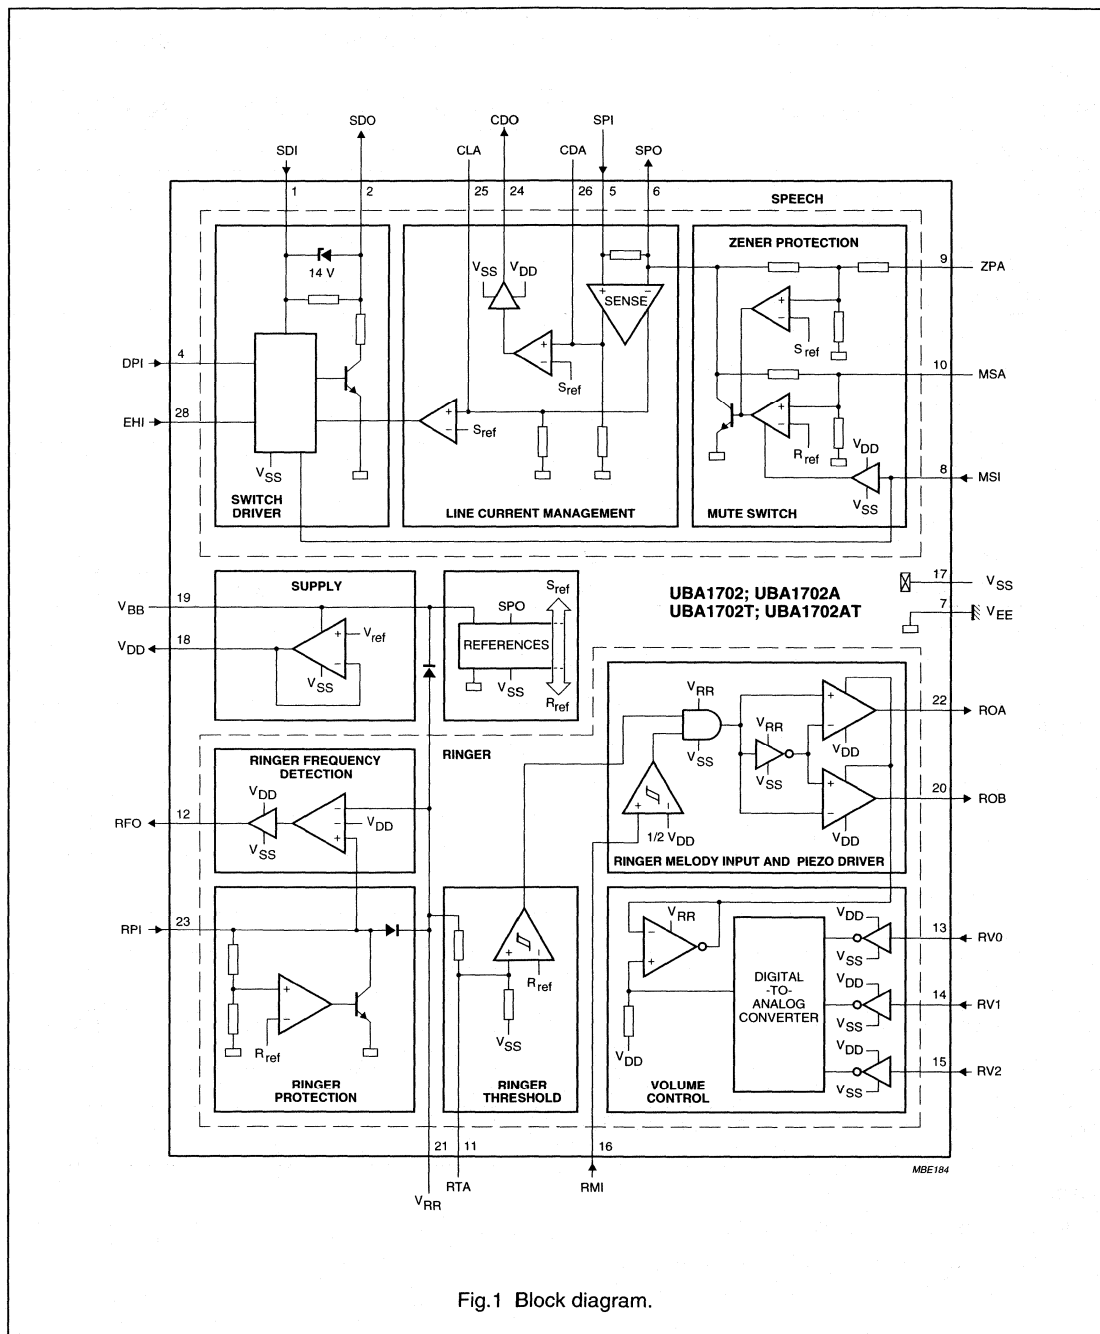 SDO CDO SPI
SDI CLA CDA SPO
1 2 25 24 26 5 6
SPEECH
ZENER PROTECTION
9 ZPA
14 V
VSS VDD
+ −
SENSE
+
−
Sref
DPI 4
+
−
Sref
10 MSA
EHI 28
+
−
Sref
+
−
Rref
VDD
8 MSI
VSS
VSS
SWITCH
DRIVER
LINE CURRENT MANAGEMENT
MUTE SWITCH
SUPPLY
VBB 19
+ Vref
−
VSS
VDD 18
Sref
SPO
REFERENCES
VSS
Rref
UBA1702; UBA1702A
UBA1702T; UBA1702AT
17 VSS
7 VEE
RINGER
RINGER FREQUENCY
DETECTION
VDD
−
VDD
+
VSS
RFO 12
VRR
VSS
+ −
1/2 VDD
VRR
VSS
+
−
VDD
22 ROA
+
−
VDD
20 ROB
RINGER MELODY INPUT AND PIEZO DRIVER
RPI 23
+
−
Rref
RINGER
PROTECTION
+ −
Rref
VSS
RINGER
THRESHOLD
VRR
−
+
VDD
DIGITAL
-TO-
ANALOG
CONVERTER
VDD
VSS
13 RV0
VDD
VSS
14 RV1
VDD
VSS
15 RV2
VOLUME
CONTROL
21 11 16
VRR RTA RMI
MBE184
Fig.1 Block diagram.